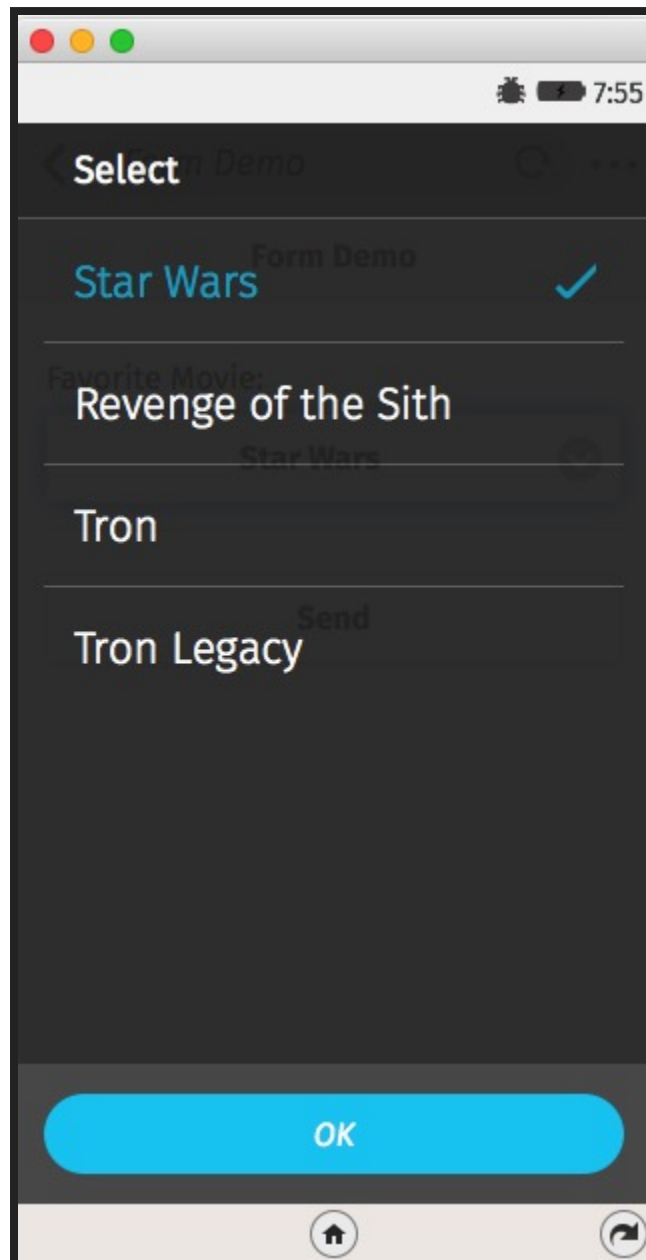 7:55
Form Demo
Select
Form Demo
Star Wars
Favorite Movie:
Revenge of the Sith
Star Wars
Tron
Send
Tron Legacy
OK